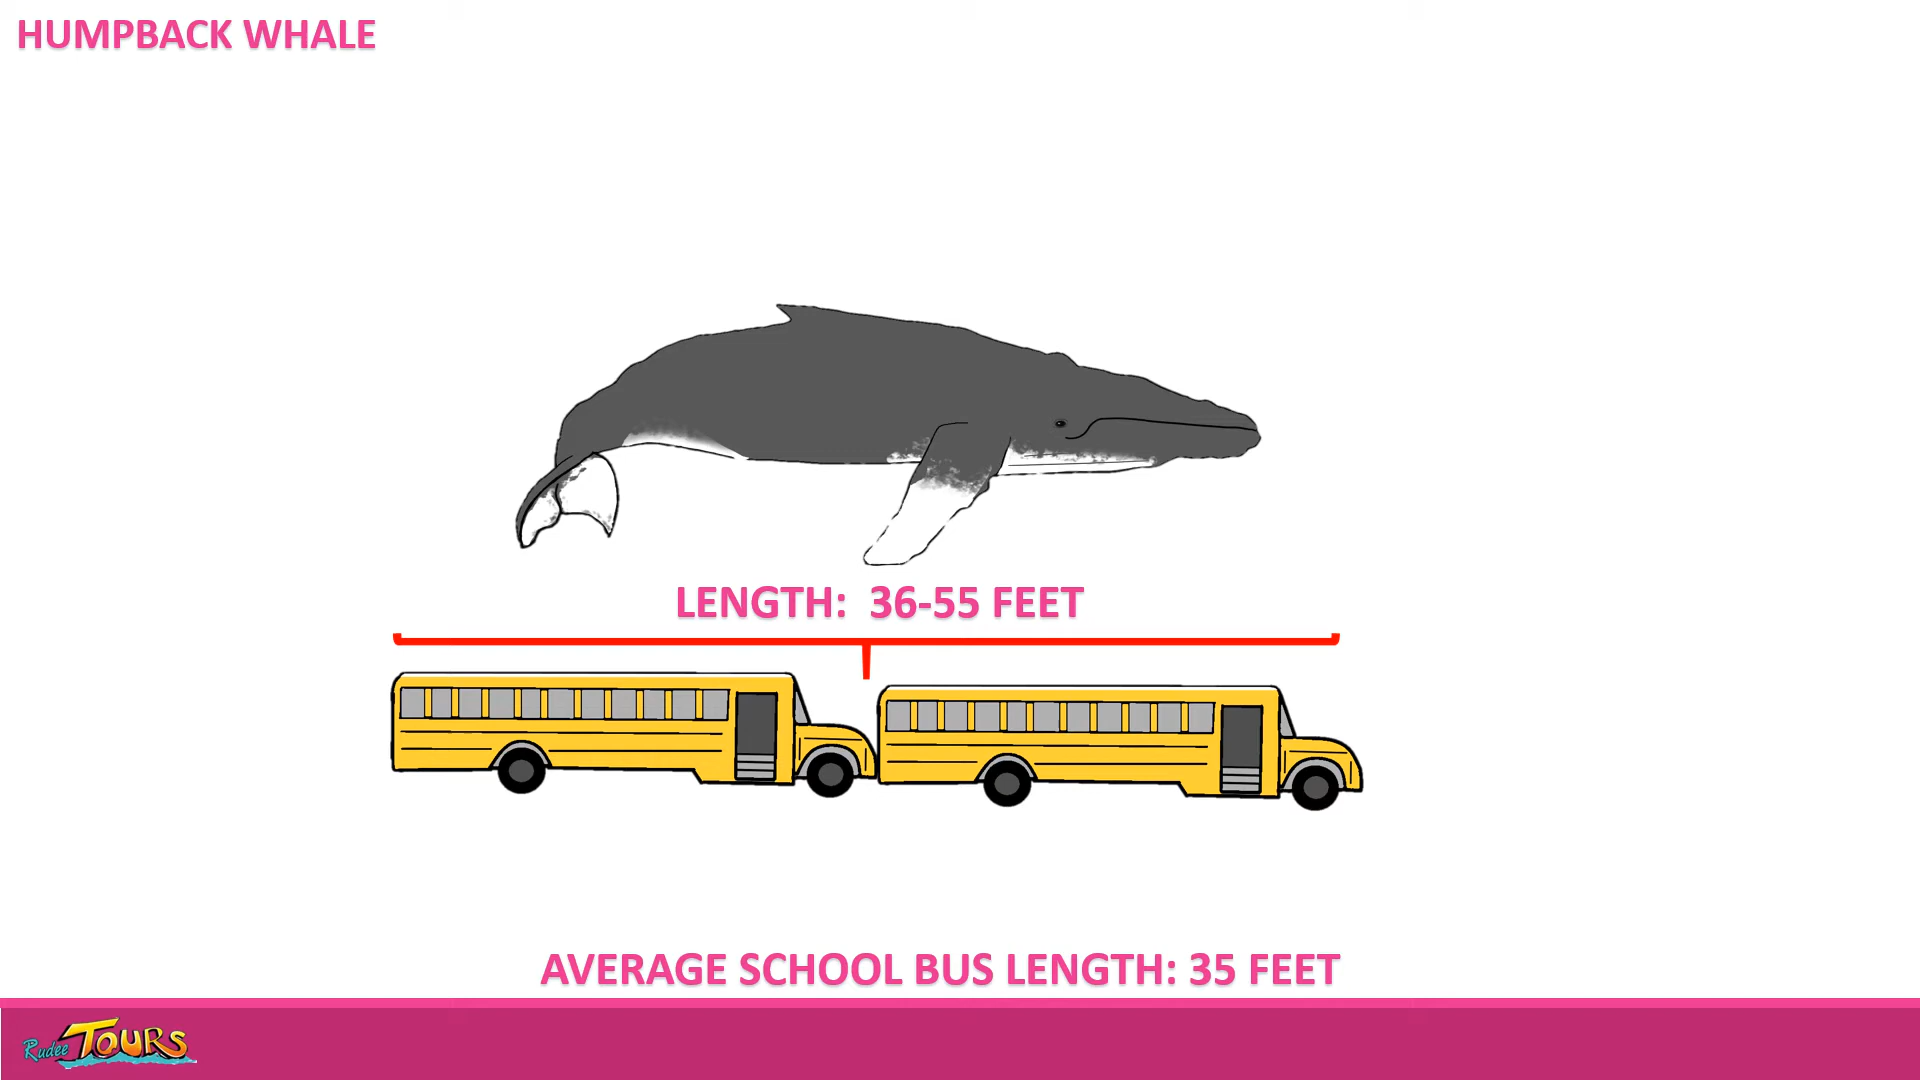 HUMPBACK WHALE
LENGTH: 36-55 FEET
AVERAGE SCHOOL BUS LENGTH: 35 FEET
Rudee TOURS